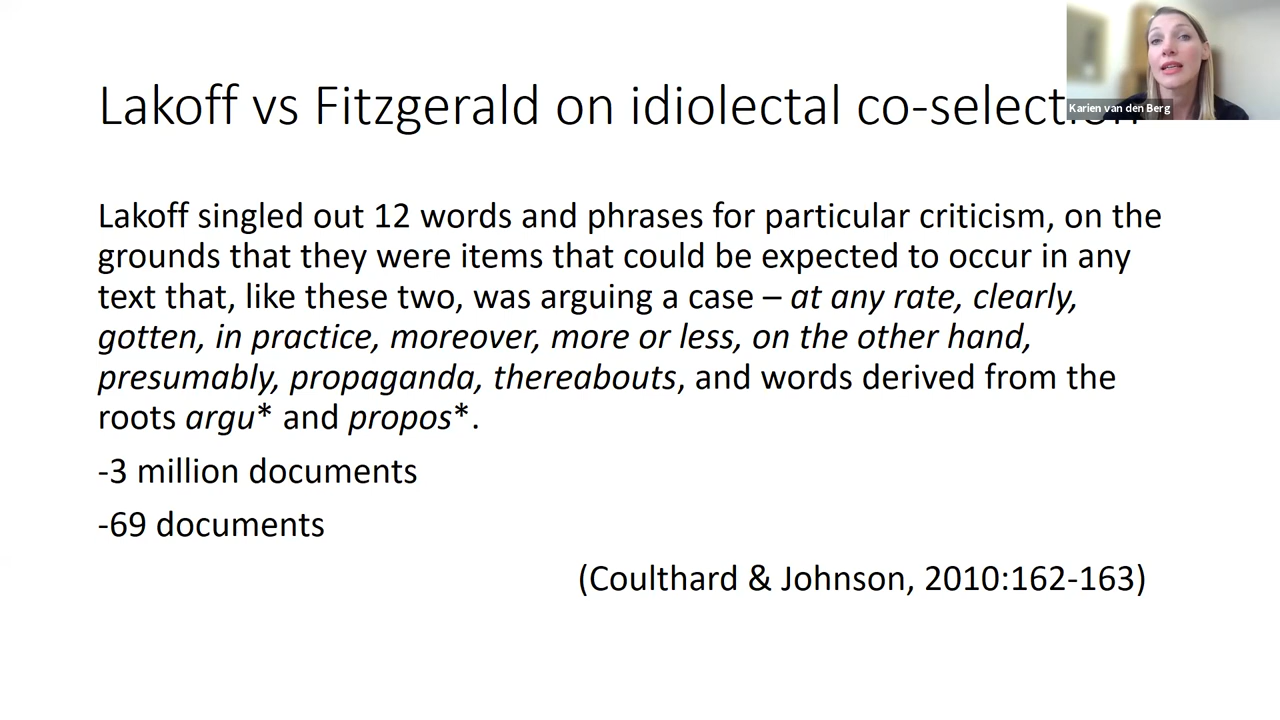 Lakoff vs Fitzgerald on idiolectal co-selection
Karien van den Berg
Lakoff singled out 12 words and phrases for particular criticism, on the
grounds that they were items that could be expected to occur in any
text that, like these two, was arguing a case – at any rate, clearly,
gotten, in practice, moreover, more or less, on the other hand,
presumably, propaganda, thereabouts, and words derived from the
roots argu* and propos*.
-3 million documents
-69 documents
(Coulthard & Johnson, 2010:162-163)